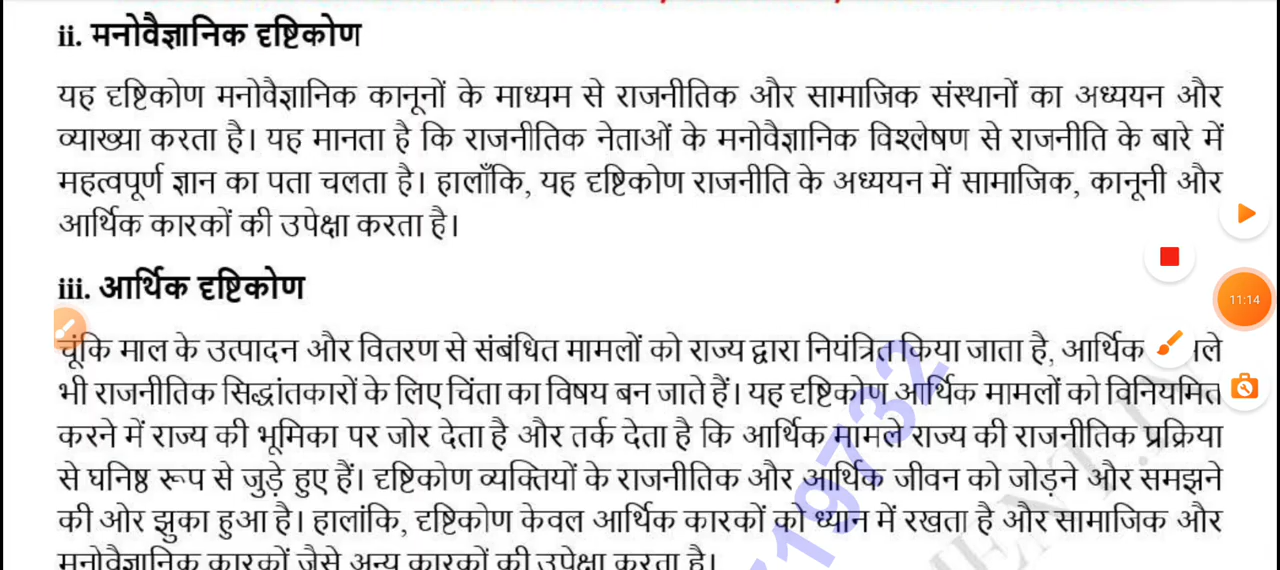 ii. मनोवैज्ञानिक दृष्टिकोण
यह दृष्टिकोण मनोवैज्ञानिक कानूनों के माध्यम से राजनीतिक और सामाजिक संस्थानों का अध्ययन और
व्याख्या करता है। यह मानता है कि राजनीतिक नेताओं के मनोवैज्ञानिक विश्लेषण से राजनीति के बारे में
महत्वपूर्ण ज्ञान का पता चलता है। हालाँकि, यह दृष्टिकोण राजनीति के अध्ययन में सामाजिक, कानूनी और
आर्थिक कारकों की उपेक्षा करता है।
iii. आर्थिक दृष्टिकोण
11:14
चूंकि माल के उत्पादन और वितरण से संबंधित मामलों को राज्य द्वारा नियंत्रित किया जाता है, आर्थिक
भी राजनीतिक सिद्धांतकारों के लिए चिंता का विषय बन जाते हैं। यह दृष्टिकोण आर्थिक मामलों को विनियमित
करने में राज्य की भूमिका पर जोर देता है और तर्क देता है कि आर्थिक मामले राज्य की राजनीतिक प्रक्रिया
से घनिष्ठ रूप से जुड़े हुए हैं। दृष्टिकोण व्यक्तियों के राजनीतिक और आर्थिक जीवन को जोड़ने और समझने
की ओर झुका हुआ है। हालांकि, दृष्टिकोण केवल आर्थिक कारकों को ध्यान में रखता है और सामाजिक और
मनोवैज्ञानिक कारकों जैसे अन्य कारकों की उपेक्षा करता है।
19732